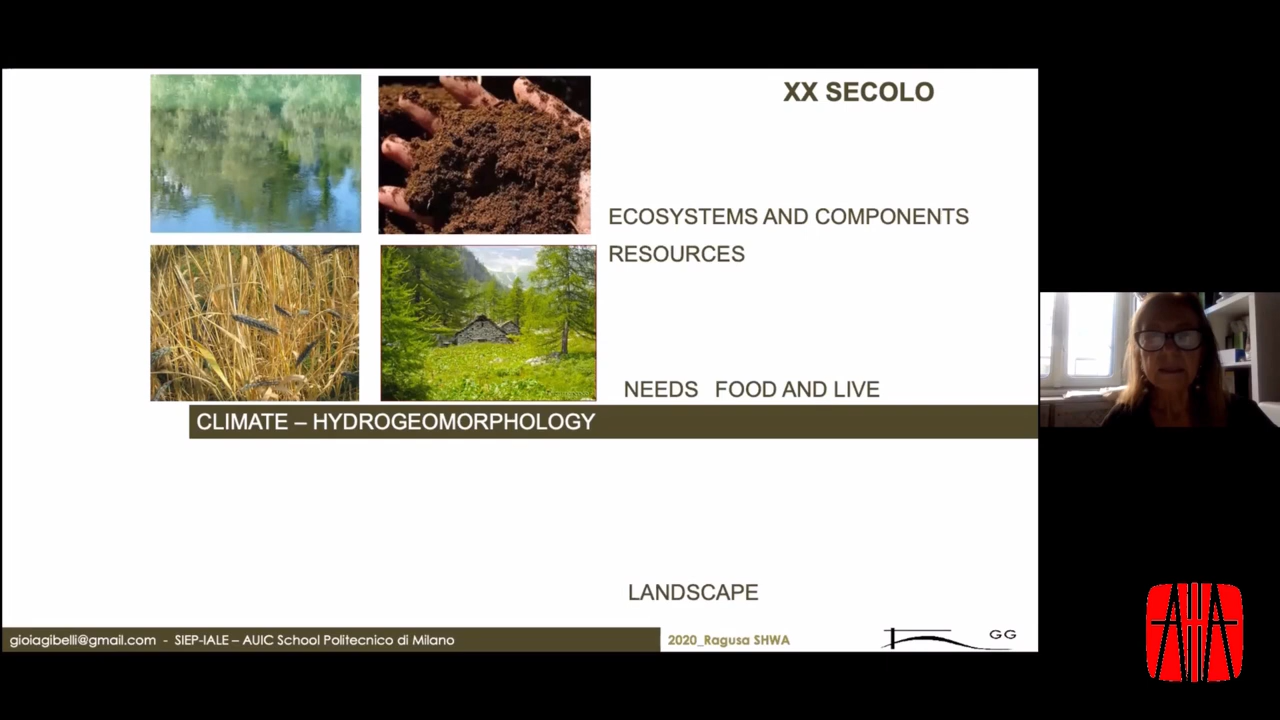 XX SECOLO
ECOSYSTEMS AND COMPONENTS
RESOURCES
NEEDS FOOD AND LIVE
CLIMATE – HYDROGEOMORPHOLOGY
LANDSCAPE
gioiagibelli@gmail.com - SIEP-IALE – AUIC School Politecnico di Milano
2020_Ragusa SHWA
GG